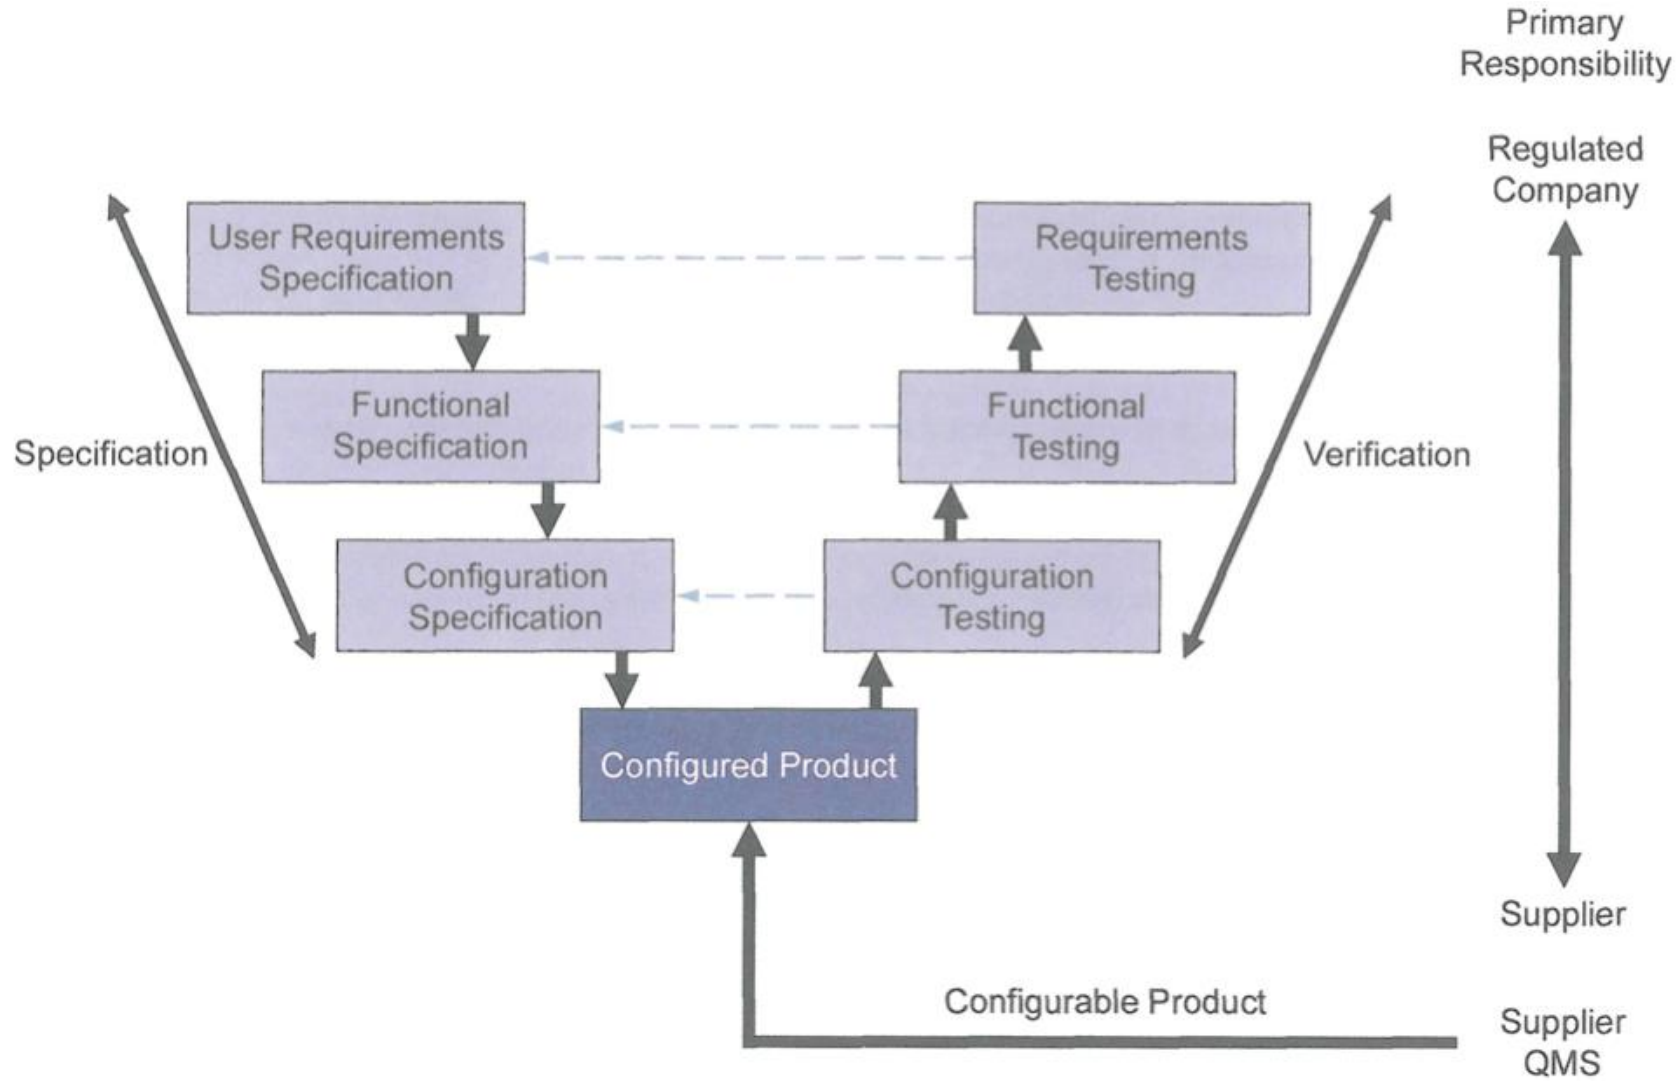 Primary
Responsibility
Regulated
Company
User Requirements
Specification
Requirements
Testing
Functional
Specification
Functional
Testing
Specification
Verification
Configuration
Specification
Configuration
Testing
Configured Product
Supplier
Configurable Product
Supplier
QMS